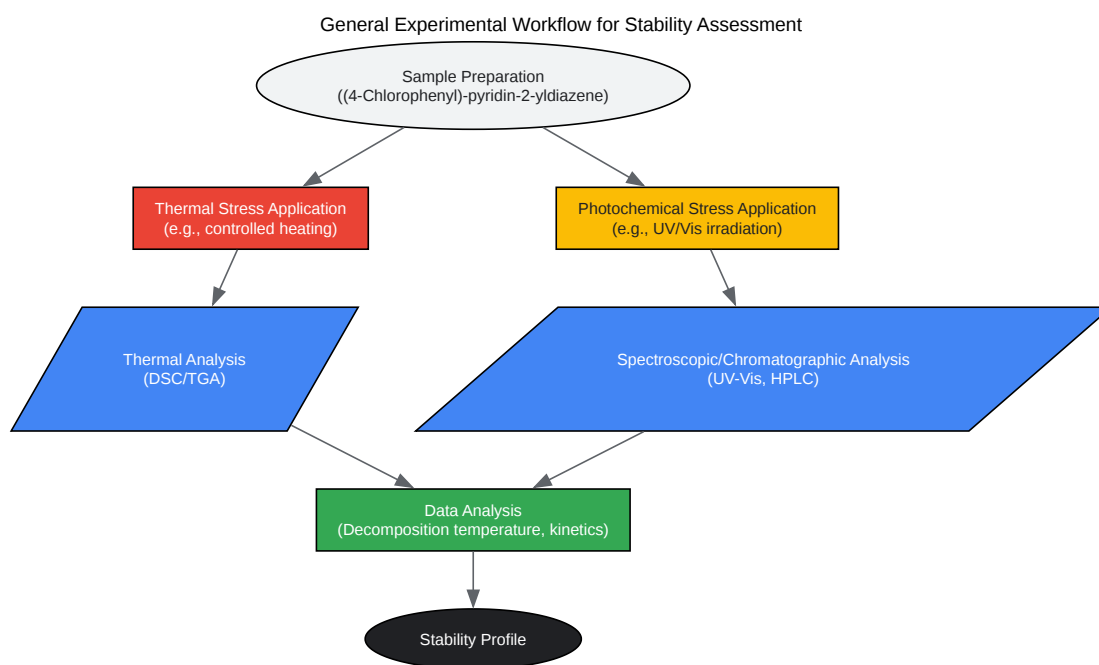 General Experimental Workflow for Stability Assessment
Sample Preparation
((4-Chlorophenyl)-pyridin-2-yldiazene)
Thermal Stress Application
(e.g., controlled heating)
Photochemical Stress Application
(e.g., UV/Vis irradiation)
Thermal Analysis
(DSC/TGA)
Spectroscopic/Chromatographic Analysis
(UV-Vis, HPLC)
Data Analysis
(Decomposition temperature, kinetics)
Stability Profile